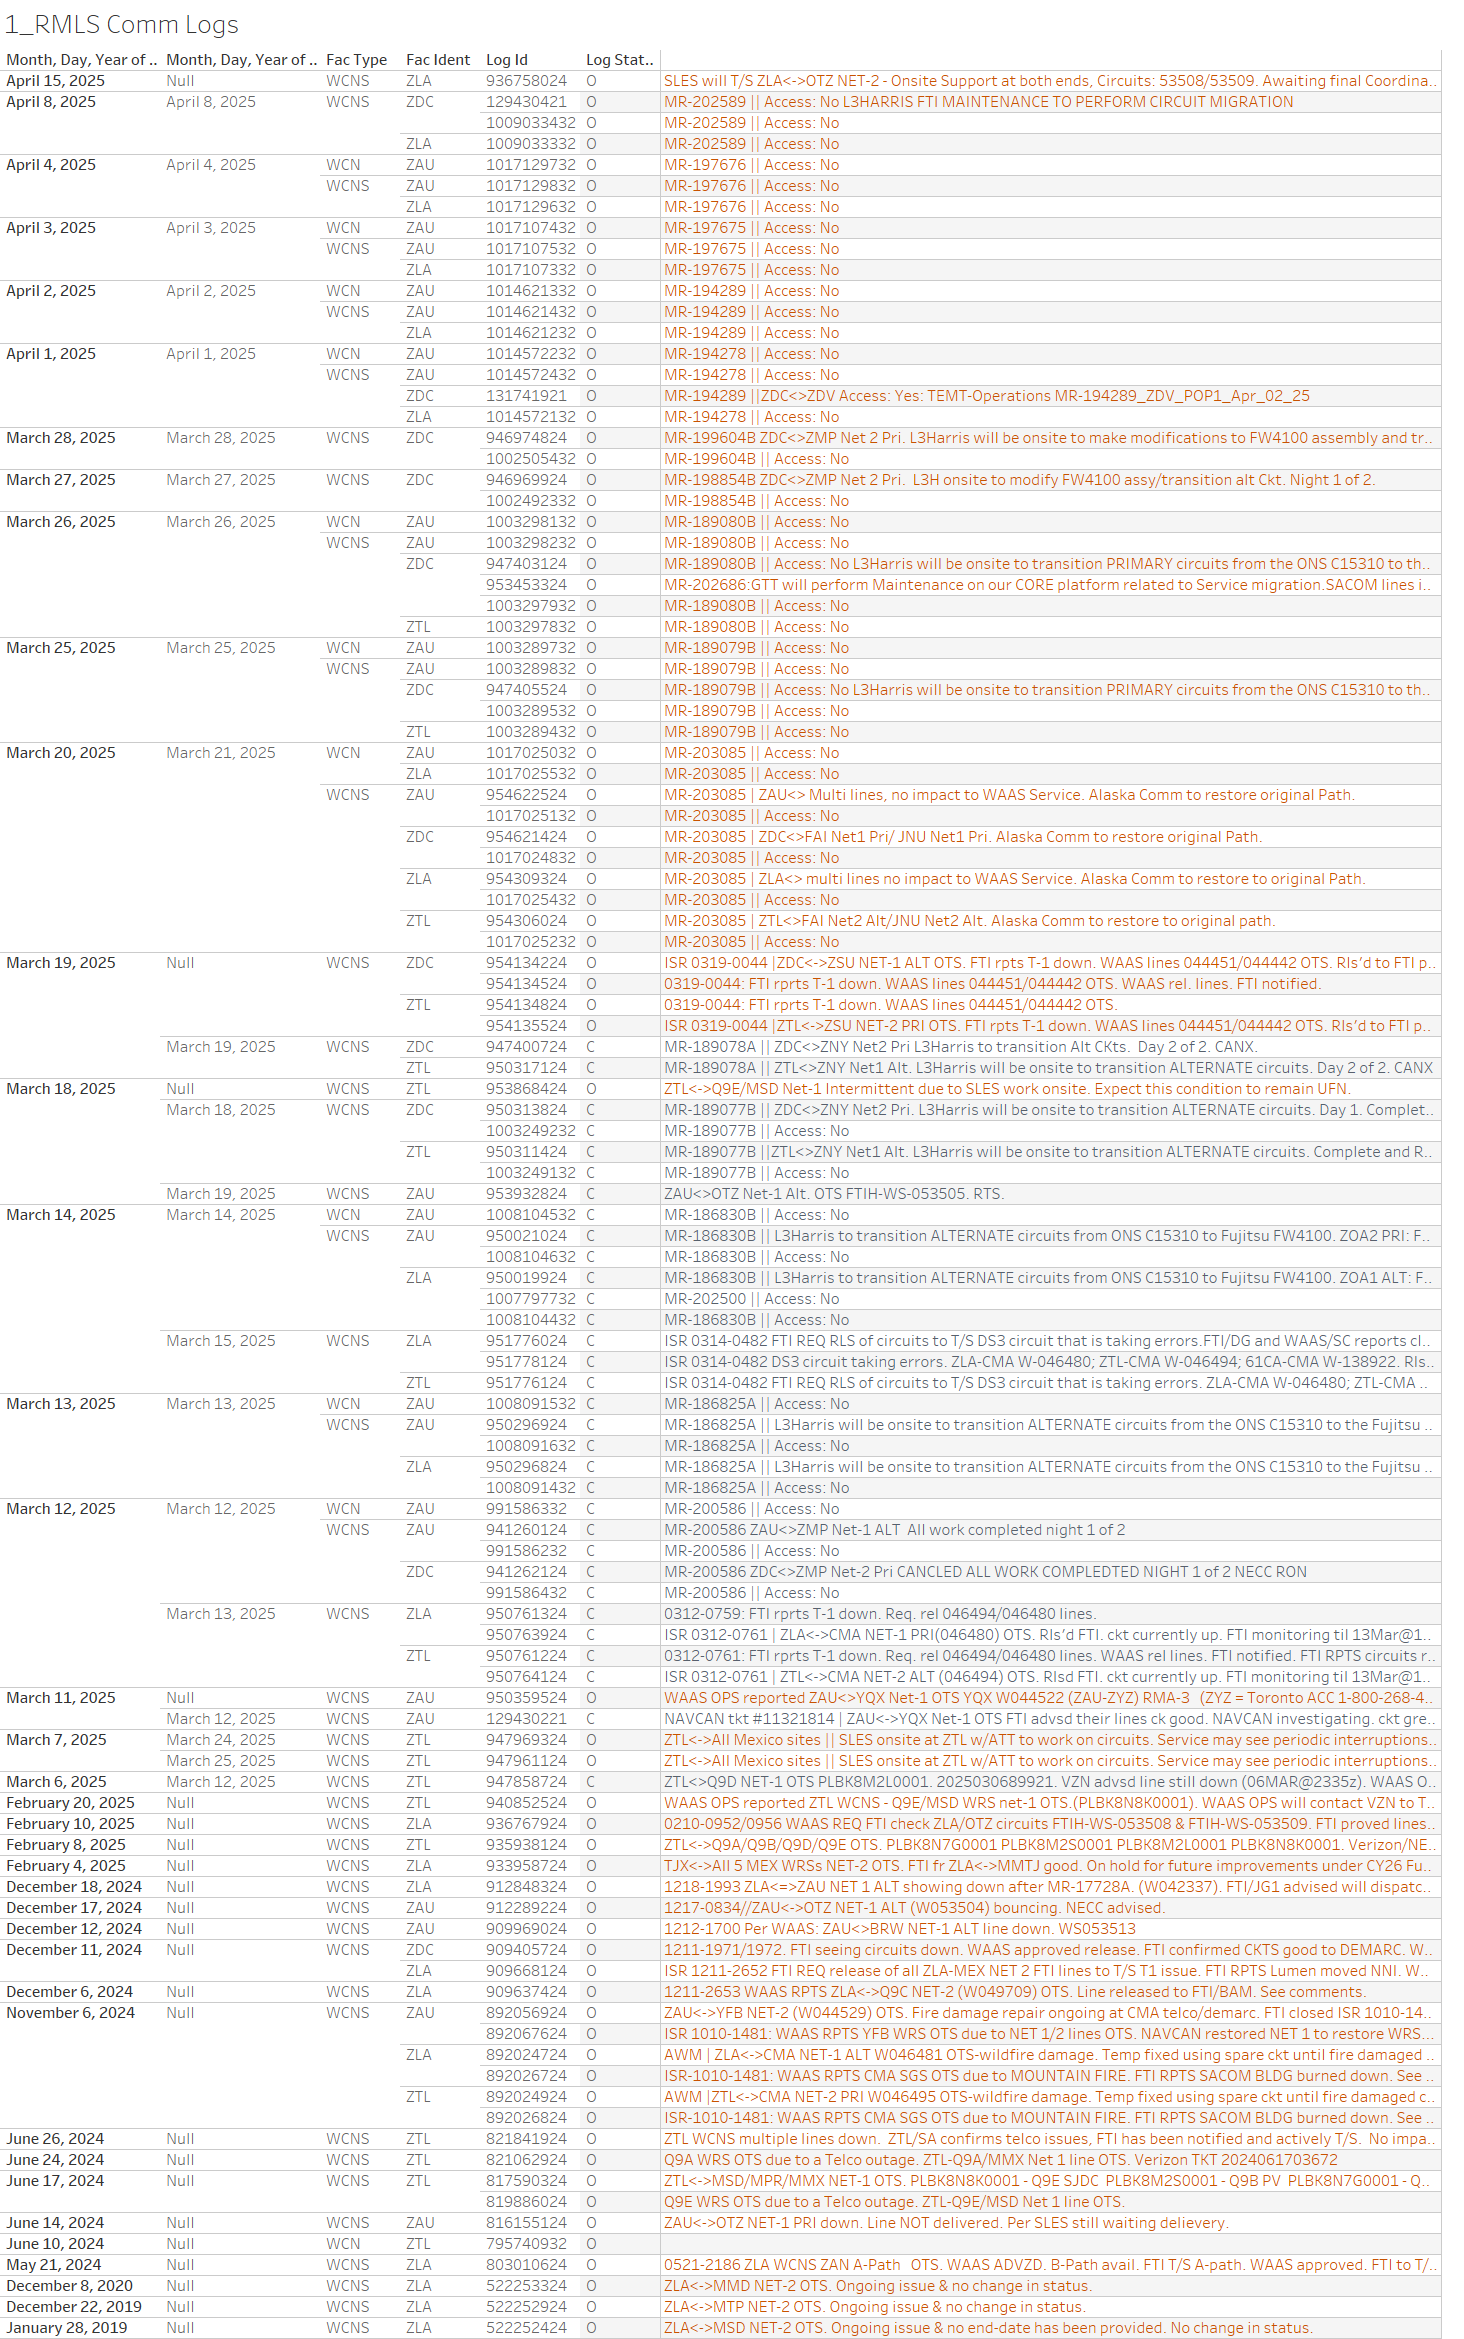 1_RMLS Comm Logs
Month, Day, Year of .. Month, Day, Year of .. Fac Type Fac Ident Log Id Log Stat..
April 15, 2025 Null WCNS ZLA 936758024 O SLES will T/S ZLA<->OTZ NET-2 - Onsite Support at both ends, Circuits: 53508/53509. Awaiting final Coordina..
April 8, 2025 April 8, 2025 WCNS ZDC 129430421 O MR-202589 || Access: No L3HARRIS FTI MAINTENANCE TO PERFORM CIRCUIT MIGRATION
1009033432 O MR-202589 || Access: No
ZLA 1009033332 O MR-202589 || Access: No
April 4, 2025 April 4, 2025 WCN ZAU 1017129732 O MR-197676 || Access: No
WCNS ZAU 1017129832 O MR-197676 || Access: No
ZLA 1017129632 O MR-197676 || Access: No
April 3, 2025 April 3, 2025 WCN ZAU 1017107432 O MR-197675 || Access: No
WCNS ZAU 1017107532 O MR-197675 || Access: No
ZLA 1017107332 O MR-197675 || Access: No
April 2, 2025 April 2, 2025 WCN ZAU 1014621332 O MR-194289 || Access: No
WCNS ZAU 1014621432 O MR-194289 || Access: No
ZLA 1014621232 O MR-194289 || Access: No
April 1, 2025 April 1, 2025 WCN ZAU 1014572232 O MR-194278 || Access: No
WCNS ZAU 1014572432 O MR-194278 || Access: No
ZDC 131741921 O MR-194289 ||ZDC<>ZDV Access: Yes: TEMT-Operations MR-194289_ZDV_POP1_Apr_02_25
ZLA 1014572132 O MR-194278 || Access: No
March 28, 2025 March 28, 2025 WCNS ZDC 946974824 O MR-199604B ZDC<>ZMP Net 2 Pri. L3Harris will be onsite to make modifications to FW4100 assembly and tr..
1002505432 O MR-199604B || Access: No
March 27, 2025 March 27, 2025 WCNS ZDC 946969924 O MR-198854B ZDC<>ZMP Net 2 Pri. L3H onsite to modify FW4100 assy/transition alt Ckt. Night 1 of 2.
1002492332 O MR-198854B || Access: No
March 26, 2025 March 26, 2025 WCN ZAU 1003298132 O MR-189080B || Access: No
WCNS ZAU 1003298232 O MR-189080B || Access: No
ZDC 947403124 O MR-189080B || Access: No L3Harris will be onsite to transition PRIMARY circuits from the ONS C15310 to th..
953453324 O MR-202686:GTT will perform Maintenance on our CORE platform related to Service migration.SACOM lines i..
1003297932 O MR-189080B || Access: No
ZTL 1003297832 O MR-189080B || Access: No
March 25, 2025 March 25, 2025 WCN ZAU 1003289732 O MR-189079B || Access: No
WCNS ZAU 1003289832 O MR-189079B || Access: No
ZDC 947405524 O MR-189079B || Access: No L3Harris will be onsite to transition PRIMARY circuits from the ONS C15310 to th..
1003289532 O MR-189079B || Access: No
ZTL 1003289432 O MR-189079B || Access: No
March 20, 2025 March 21, 2025 WCN ZAU 1017025032 O MR-203085 || Access: No
ZLA 1017025532 O MR-203085 || Access: No
WCNS ZAU 954622524 O MR-203085 | ZAU<> Multi lines, no impact to WAAS Service. Alaska Comm to restore original Path.
1017025132 O MR-203085 || Access: No
ZDC 954621424 O MR-203085 | ZDC<>FAI Net1 Pri/ JNU Net1 Pri. Alaska Comm to restore original Path.
1017024832 O MR-203085 || Access: No
ZLA 954309324 O MR-203085 | ZLA<> multi lines no impact to WAAS Service. Alaska Comm to restore to original Path.
1017025432 O MR-203085 || Access: No
ZTL 954306024 O MR-203085 | ZTL<>FAI Net2 Alt/JNU Net2 Alt. Alaska Comm to restore to original path.
1017025232 O MR-203085 || Access: No
March 19, 2025 Null WCNS ZDC 954134224 O ISR 0319-0044 |ZDC<->ZSU NET-1 ALT OTS. FTI rpts T-1 down. WAAS lines 044451/044442 OTS. Rls'd to FTI p..
954134524 O 0319-0044: FTI rprts T-1 down. WAAS lines 044451/044442 OTS. WAAS rel. lines. FTI notified.
ZTL 954134824 O 0319-0044: FTI rprts T-1 down. WAAS lines 044451/044442 OTS.
954135524 O ISR 0319-0044 |ZTL<->ZSU NET-2 PRI OTS. FTI rpts T-1 down. WAAS lines 044451/044442 OTS. Rls'd to FTI p..
March 19, 2025 WCNS ZDC 947400724 C MR-189078A || ZDC<>ZNY Net2 Pri L3Harris to transition Alt CKts. Day 2 of 2. CANX.
ZTL 950317124 C MR-189078A || ZTL<>ZNY Net1 Alt. L3Harris will be onsite to transition ALTERNATE circuits. Day 2 of 2. CANX
March 18, 2025 Null WCNS ZTL 953868424 O ZTL<->Q9E/MSD Net-1 Intermittent due to SLES work onsite. Expect this condition to remain UFN.
March 18, 2025 WCNS ZDC 950313824 C MR-189077B || ZDC<>ZNY Net2 Pri. L3Harris will be onsite to transition ALTERNATE circuits. Day 1. Complet..
1003249232 C MR-189077B || Access: No
ZTL 950311424 C MR-189077B ||ZTL<>ZNY Net1 Alt. L3Harris will be onsite to transition ALTERNATE circuits. Complete and R..
1003249132 C MR-189077B || Access: No
March 19, 2025 WCNS ZAU 953932824 C ZAU<>OTZ Net-1 Alt. OTS FTIH-WS-053505. RTS.
March 14, 2025 March 14, 2025 WCN ZAU 1008104532 C MR-186830B || Access: No
WCNS ZAU 950021024 C MR-186830B || L3Harris to transition ALTERNATE circuits from ONS C15310 to Fujitsu FW4100. ZOA2 PRI: F..
1008104632 C MR-186830B || Access: No
ZLA 950019924 C MR-186830B || L3Harris to transition ALTERNATE circuits from ONS C15310 to Fujitsu FW4100. ZOA1 ALT: F..
1007797732 C MR-202500 || Access: No
1008104432 C MR-186830B || Access: No
March 15, 2025 WCNS ZLA 951776024 C ISR 0314-0482 FTI REQ RLS of circuits to T/S DS3 circuit that is taking errors.FTI/DG and WAAS/SC reports cl..
951778124 C ISR 0314-0482 DS3 circuit taking errors. ZLA-CMA W-046480; ZTL-CMA W-046494; 61CA-CMA W-138922. Rls..
ZTL 951776124 C ISR 0314-0482 FTI REQ RLS of circuits to T/S DS3 circuit that is taking errors. ZLA-CMA W-046480; ZTL-CMA ..
March 13, 2025 March 13, 2025 WCN ZAU 1008091532 C MR-186825A || Access: No
WCNS ZAU 950296924 C MR-186825A || L3Harris will be onsite to transition ALTERNATE circuits from the ONS C15310 to the Fujitsu ..
1008091632 C MR-186825A || Access: No
ZLA 950296824 C MR-186825A || L3Harris will be onsite to transition ALTERNATE circuits from the ONS C15310 to the Fujitsu ..
1008091432 C MR-186825A || Access: No
March 12, 2025 March 12, 2025 WCN ZAU 991586332 C MR-200586 || Access: No
WCNS ZAU 941260124 C MR-200586 ZAU<>ZMP Net-1 ALT All work completed night 1 of 2
991586232 C MR-200586 || Access: No
ZDC 941262124 C MR-200586 ZDC<>ZMP Net-2 Pri CANCLED ALL WORK COMPLEDTED NIGHT 1 of 2 NECC RON
991586432 C MR-200586 || Access: No
March 13, 2025 WCNS ZLA 950761324 C 0312-0759: FTI rprts T-1 down. Req. rel 046494/046480 lines.
950763924 C ISR 0312-0761 | ZLA<->CMA NET-1 PRI(046480) OTS. Rls'd FTI. ckt currently up. FTI monitoring til 13Mar@1..
ZTL 950761224 C 0312-0761: FTI rprts T-1 down. Req. rel 046494/046480 lines. WAAS rel lines. FTI notified. FTI RPTS circuits r..
950764124 C ISR 0312-0761 | ZTL<->CMA NET-2 ALT (046494) OTS. Rlsd FTI. ckt currently up. FTI monitoring til 13Mar@1..
March 11, 2025 Null WCNS ZAU 950359524 O WAAS OPS reported ZAU<>YQX Net-1 OTS YQX W044522 (ZAU-ZYZ) RMA-3 (ZYZ = Toronto ACC 1-800-268-4..
March 12, 2025 WCNS ZAU 129430221 C NAVCAN tkt #11321814 | ZAU<->YQX Net-1 OTS FTI advsd their lines ck good. NAVCAN investigating. ckt gre..
March 7, 2025 March 24, 2025 WCNS ZTL 947969324 O ZTL<->All Mexico sites || SLES onsite at ZTL w/ATT to work on circuits. Service may see periodic interruptions..
March 25, 2025 WCNS ZTL 947961124 O ZTL<->All Mexico sites || SLES onsite at ZTL w/ATT to work on circuits. Service may see periodic interruptions..
March 6, 2025 March 12, 2025 WCNS ZTL 947858724 C ZTL<>Q9D NET-1 OTS PLBK8M2L0001. 2025030689921. VZN advsd line still down (06MAR@2335z). WAAS O..
February 20, 2025 Null WCNS ZTL 940852524 O WAAS OPS reported ZTL WCNS - Q9E/MSD WRS net-1 OTS.(PLBK8N8K0001). WAAS OPS will contact VZN to T..
February 10, 2025 Null WCNS ZLA 936767924 O 0210-0952/0956 WAAS REQ FTI check ZLA/OTZ circuits FTIH-WS-053508 & FTIH-WS-053509. FTI proved lines..
February 8, 2025 Null WCNS ZTL 935938124 O ZTL<->Q9A/Q9B/Q9D/Q9E OTS. PLBK8N7G0001 PLBK8M2S0001 PLBK8M2L0001 PLBK8N8K0001. Verizon/NE..
February 4, 2025 Null WCNS ZLA 933958724 O TJX<->All 5 MEX WRSs NET-2 OTS. FTI fr ZLA<->MMTJ good. On hold for future improvements under CY26 Fu..
December 18, 2024 Null WCNS ZLA 912848324 O 1218-1993 ZLA<=>ZAU NET 1 ALT showing down after MR-17728A. (W042337). FTI/JG1 advised will dispatc..
December 17, 2024 Null WCNS ZAU 912289224 O 1217-0834//ZAU<->OTZ NET-1 ALT (W053504) bouncing. NECC advised.
December 12, 2024 Null WCNS ZAU 909969024 O 1212-1700 Per WAAS: ZAU<>BRW NET-1 ALT line down. WS053513
December 11, 2024 Null WCNS ZDC 909405724 O 1211-1971/1972. FTI seeing circuits down. WAAS approved release. FTI confirmed CKTS good to DEMARC. W..
ZLA 909668124 O ISR 1211-2652 FTI REQ release of all ZLA-MEX NET 2 FTI lines to T/S T1 issue. FTI RPTS Lumen moved NNI. W..
December 6, 2024 Null WCNS ZLA 909637424 O 1211-2653 WAAS RPTS ZLA<->Q9C NET-2 (W049709) OTS. Line released to FTI/BAM. See comments.
November 6, 2024 Null WCNS ZAU 892056924 O ZAU<->YFB NET-2 (W044529) OTS. Fire damage repair ongoing at CMA telco/demarc. FTI closed ISR 1010-14..
892067624 O ISR 1010-1481: WAAS RPTS YFB WRS OTS due to NET 1/2 lines OTS. NAVCAN restored NET 1 to restore WRS...
ZLA 892024724 O AWM | ZLA<->CMA NET-1 ALT W046481 OTS-wildfire damage. Temp fixed using spare ckt until fire damaged ..
892026724 O ISR-1010-1481: WAAS RPTS CMA SGS OTS due to MOUNTAIN FIRE. FTI RPTS SACOM BLDG burned down. See ..
ZTL 892024924 O AWM |ZTL<->CMA NET-2 PRI W046495 OTS-wildfire damage. Temp fixed using spare ckt until fire damaged c..
892026824 O ISR-1010-1481: WAAS RPTS CMA SGS OTS due to MOUNTAIN FIRE. FTI RPTS SACOM BLDG burned down. See ..
June 26, 2024 Null WCNS ZTL 821841924 O ZTL WCNS multiple lines down. ZTL/SA confirms telco issues, FTI has been notified and actively T/S. No impa..
June 24, 2024 Null WCNS ZTL 821062924 O Q9A WRS OTS due to a Telco outage. ZTL-Q9A/MMX Net 1 line OTS. Verizon TKT 2024061703672
June 17, 2024 Null WCNS ZTL 817590324 O ZTL<->MSD/MPR/MMX NET-1 OTS. PLBK8N8K0001 - Q9E SJDC PLBK8M2S0001 - Q9B PV PLBK8N7G0001 - Q..
819886024 O Q9E WRS OTS due to a Telco outage. ZTL-Q9E/MSD Net 1 line OTS.
June 14, 2024 Null WCNS ZAU 816155124 O ZAU<->OTZ NET-1 PRI down. Line NOT delivered. Per SLES still waiting delievery.
June 10, 2024 Null WCN ZTL 795740932 O
May 21, 2024 Null WCNS ZLA 803010624 O 0521-2186 ZLA WCNS ZAN A-Path OTS. WAAS ADVZD. B-Path avail. FTI T/S A-path. WAAS approved. FTI to T/..
December 8, 2020 Null WCNS ZLA 522253324 O ZLA<->MMD NET-2 OTS. Ongoing issue & no change in status.
December 22, 2019 Null WCNS ZLA 522252924 O ZLA<->MTP NET-2 OTS. Ongoing issue & no change in status.
January 28, 2019 Null WCNS ZLA 522252424 O ZLA<->MSD NET-2 OTS. Ongoing issue & no end-date has been provided. No change in status.